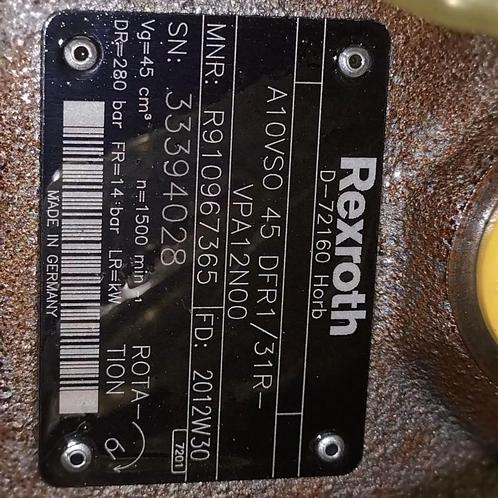 Rexroth
D-72160 Horb
A10VSO 45 DFR1/31R-
VPA12N00
MNR: R910967365 FD: 2012W30
SN: 33394028
7201
Vg=45 cm³ n=1500 min-1
DR=280 bar FR=14 bar LR=kW
ROTA-
TION
MADE IN GERMANY